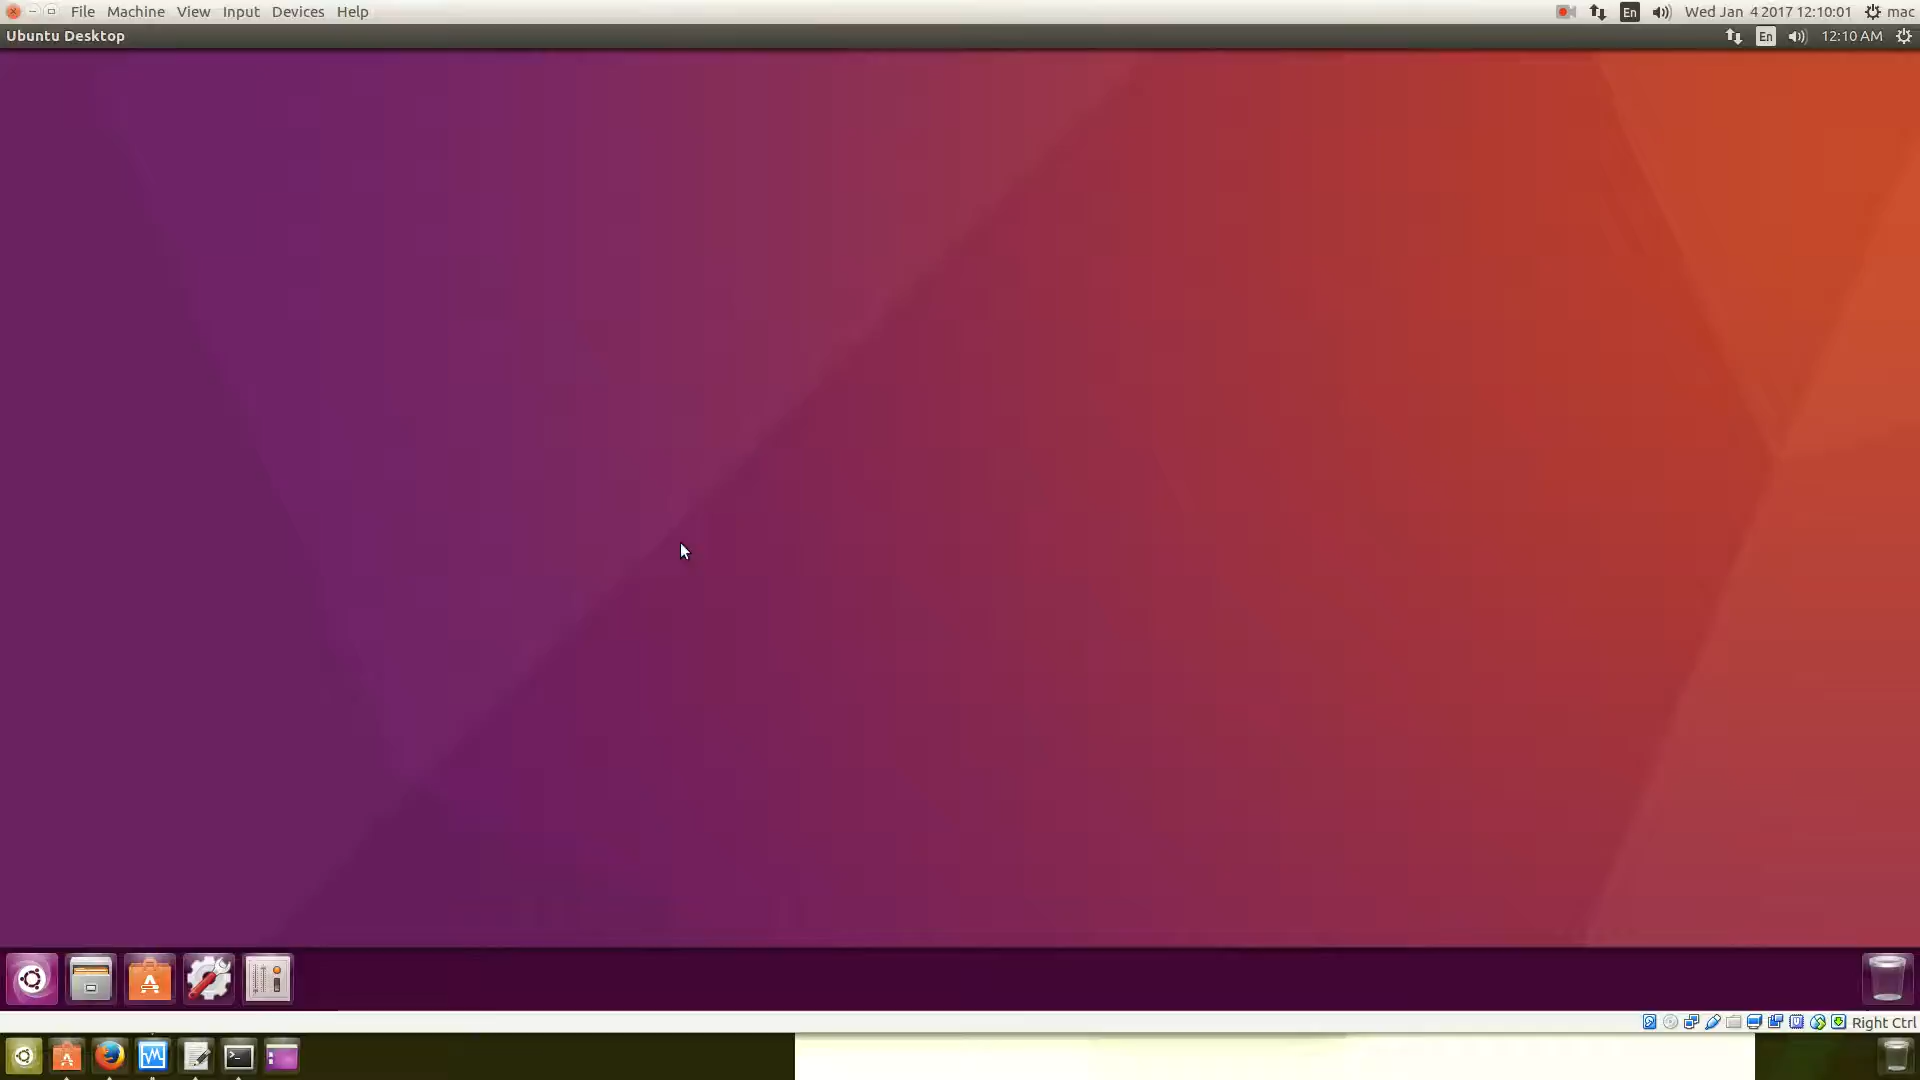 File Machine View Input Devices Help En Wed Jan 4 2017 12:10:01 mac
Ubuntu Desktop En 12:10 AM
Right Ctrl